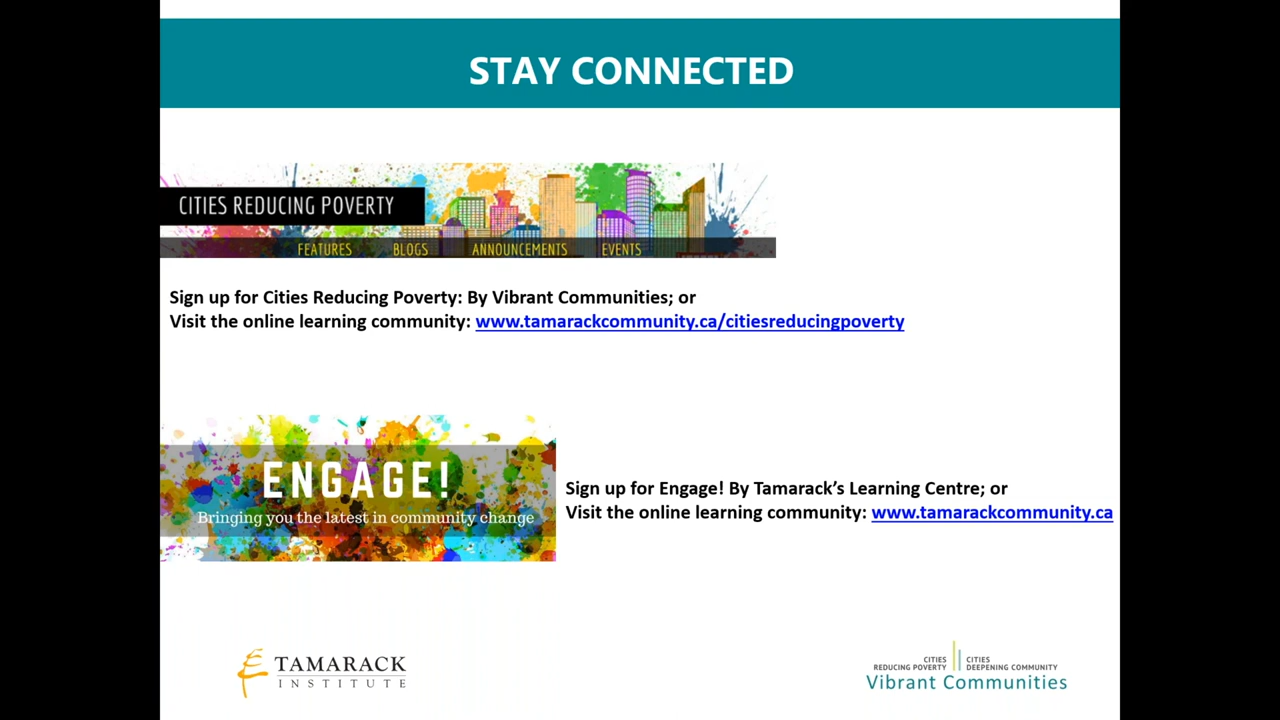 STAY CONNECTED
CITIES REDUCING POVERTY
FEATURES BLOGS ANNOUNCEMENTS EVENTS
Sign up for Cities Reducing Poverty: By Vibrant Communities; or
Visit the online learning community: www.tamarackcommunity.ca/citiesreducingpoverty
ENGAGE!
Bringing you the latest in community change
Sign up for Engage! By Tamarack’s Learning Centre; or
Visit the online learning community: www.tamarackcommunity.ca
TAMARACK
INSTITUTE
CITIES
REDUCING POVERTY
CITIES
DEEPENING COMMUNITY
Vibrant Communities